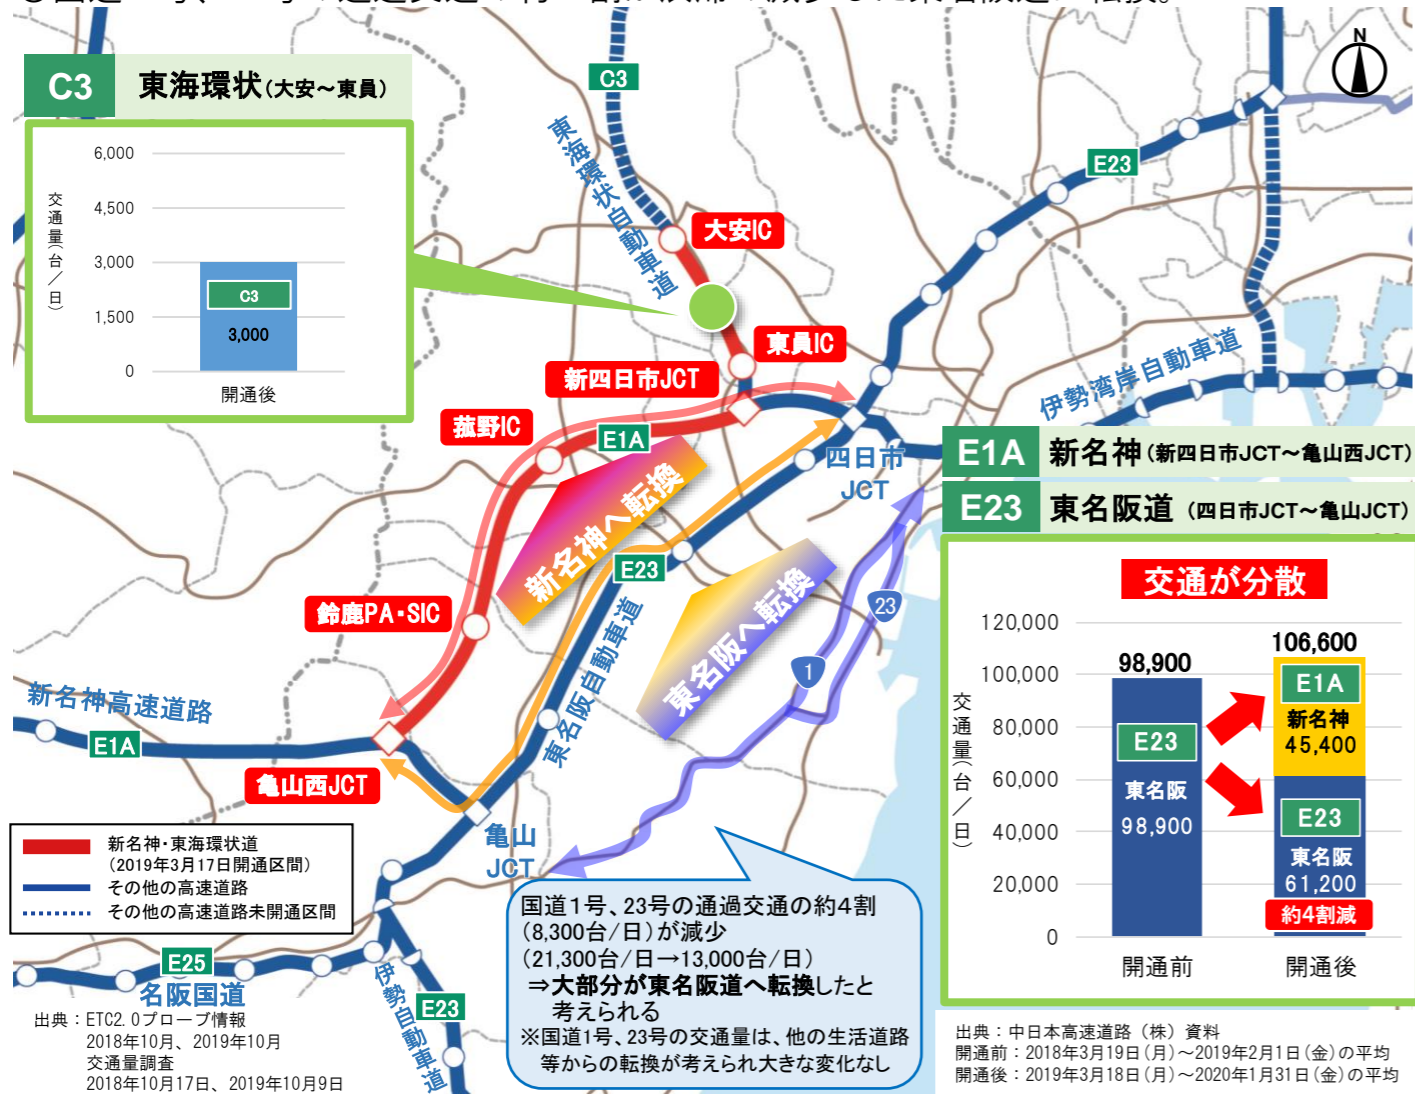 C3 東海環状(大安～東員)
交通量(台/日)
6,000
4,500
3,000
1,500
0
C3
3,000
開通後
N
C3
東海環状自動車道
E23
大安IC
東員IC
新四日市JCT
菰野IC
E1A
伊勢湾岸自動車道
四日市
JCT
新名神へ転換
E23
鈴鹿PA・SIC
東名阪へ転換
23
1
東名阪自動車道
新名神高速道路
E1A
亀山西JCT
亀山
JCT
E1A 新名神(新四日市JCT～亀山西JCT)
E23 東名阪道 (四日市JCT～亀山JCT)
交通が分散
交通量(台/日)
120,000
100,000
80,000
60,000
40,000
20,000
0
98,900
E23
東名阪
98,900
開通前
106,600
E1A
新名神
45,400
E23
東名阪
61,200
約4割減
開通後
新名神・東海環状道
(2019年3月17日開通区間)
その他の高速道路
その他の高速道路未開通区間
E25
名阪国道
伊勢自動車道
E23
国道1号、23号の通過交通の約4割
(8,300台/日)が減少
(21,300台/日→13,000台/日)
⇒大部分が東名阪道へ転換したと
考えられる
※国道1号、23号の交通量は、他の生活道路
等からの転換が考えられ大きな変化なし
出典：ETC2.0プローブ情報
2018年10月、2019年10月
交通量調査
2018年10月17日、2019年10月9日
出典：中日本高速道路（株）資料
開通前：2018年3月19日(月)～2019年2月1日(金)の平均
開通後：2019年3月18日(月)～2020年1月31日(金)の平均